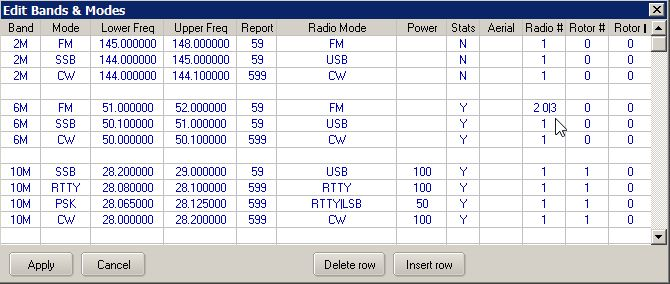 Edit Bands & Modes
Band Mode Lower Freq Upper Freq Report Radio Mode Power Stats Aerial Radio # Rotor # Rotor
2M FM 145.000000 148.000000 59 FM N 1 0 0
2M SSB 144.000000 145.000000 59 USB N 1 0 0
2M CW 144.000000 144.100000 599 CW N 1 0 0
6M FM 51.000000 52.000000 59 FM Y 2 0|3 0 0
6M SSB 50.100000 51.000000 59 USB Y 1 0 0
6M CW 50.000000 50.100000 599 CW Y 1 0 0
10M SSB 28.200000 29.000000 59 USB 100 Y 1 1 0
10M RTTY 28.080000 28.100000 599 RTTY 100 Y 1 1 0
10M PSK 28.065000 28.125000 599 RTTY|LSB 50 Y 1 1 0
10M CW 28.000000 28.200000 599 CW 100 Y 1 1 0
Apply Cancel Delete row Insert row